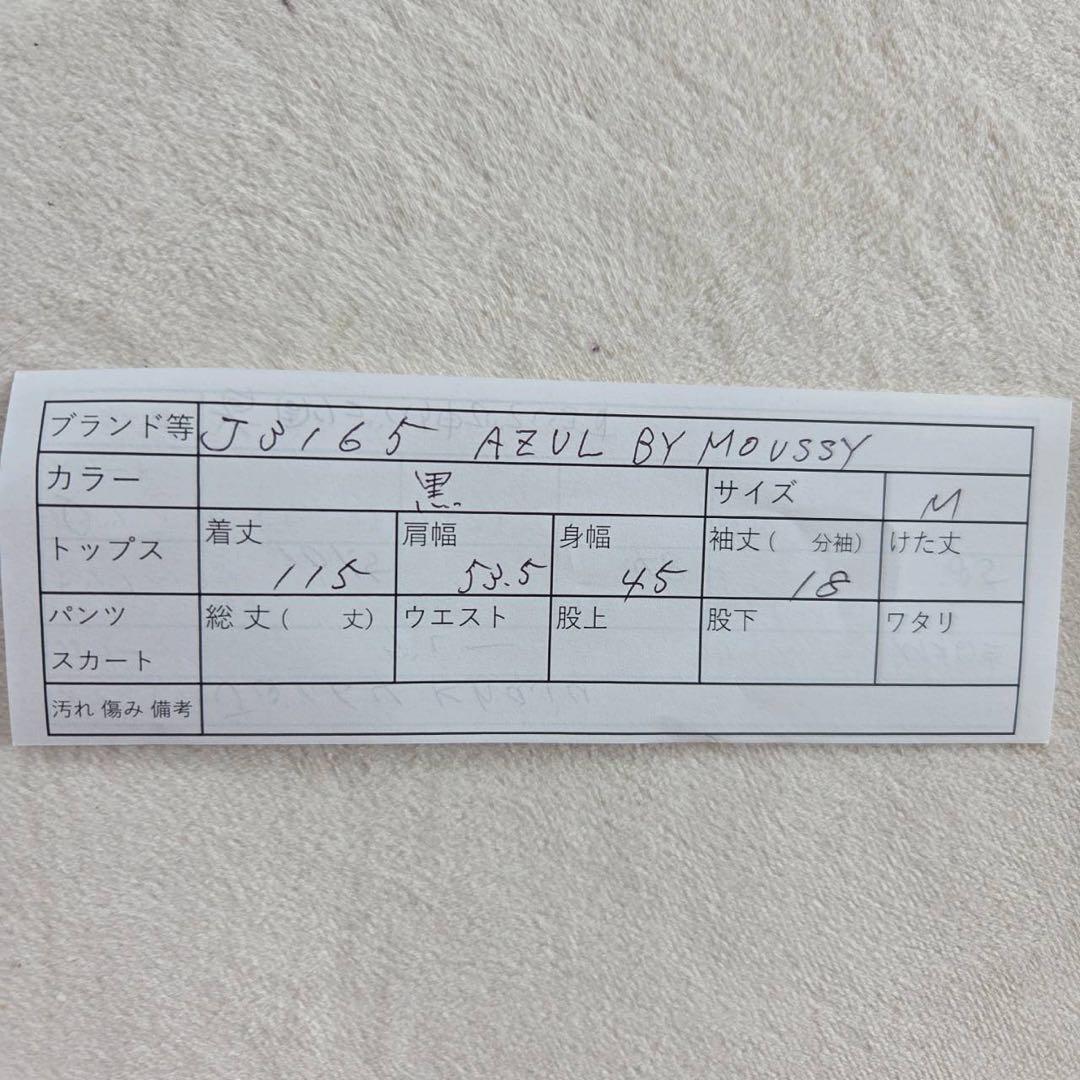 ブランド等 J3165 AZUL BY MOUSSY
カラー 黒 サイズ M
トップス 着丈 115 肩幅 53.5 身幅 45 袖丈( 分袖) 18 けた丈
パンツ スカート 総丈( 丈) ウエスト 股上 股下 ワタリ
汚れ 傷み 備考